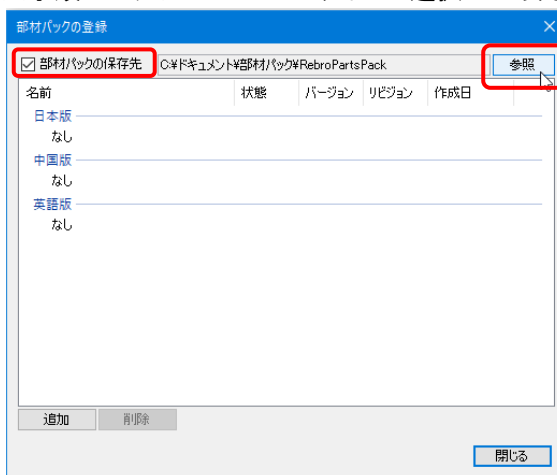 部材パックの登録
部材パックの保存先 C:¥ドキュメント¥部材パック¥RebroPartsPack 参照
名前 状態 バージョン リビジョン 作成日
日本版
なし
中国版
なし
英語版
なし
追加 削除
閉じる